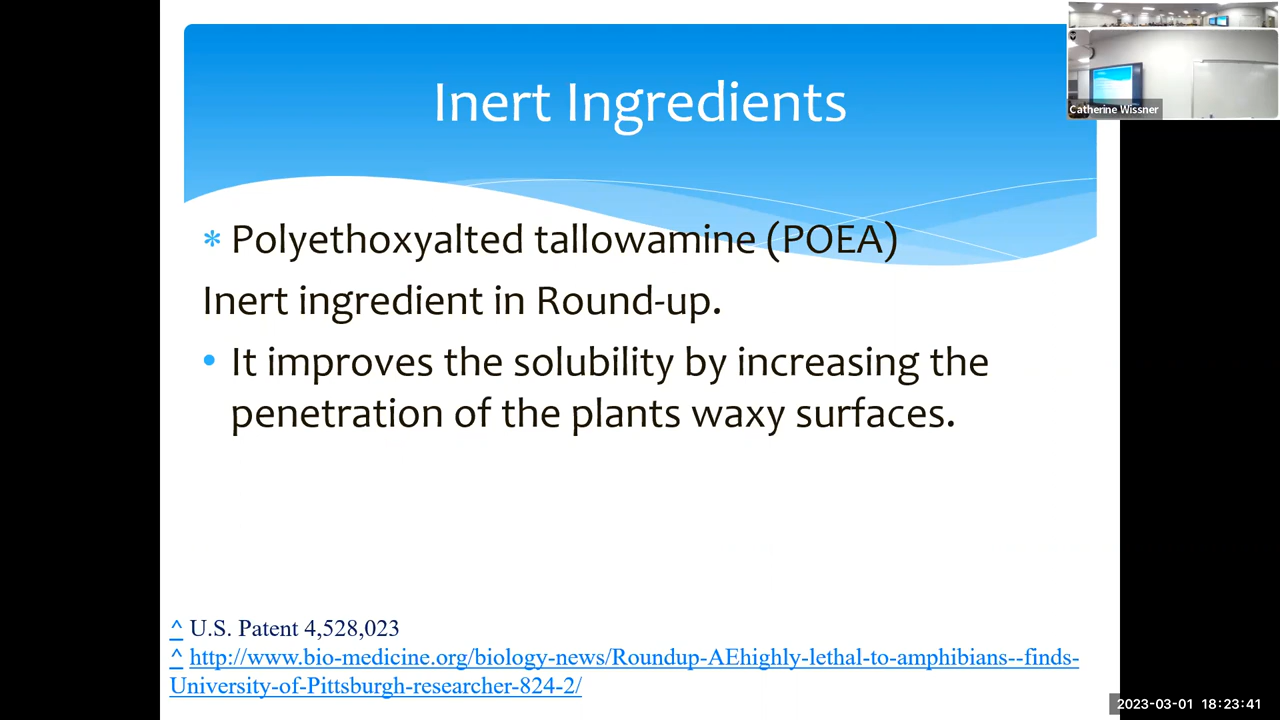 Inert Ingredients
Catherine Wissner
* Polyethoxyalted tallowamine (POEA)
Inert ingredient in Round-up.
• It improves the solubility by increasing the
penetration of the plants waxy surfaces.
^ U.S. Patent 4,528,023
^ http://www.bio-medicine.org/biology-news/Roundup-AEhighly-lethal-to-amphibians--finds-
University-of-Pittsburgh-researcher-824-2/
2023-03-01 18:23:41